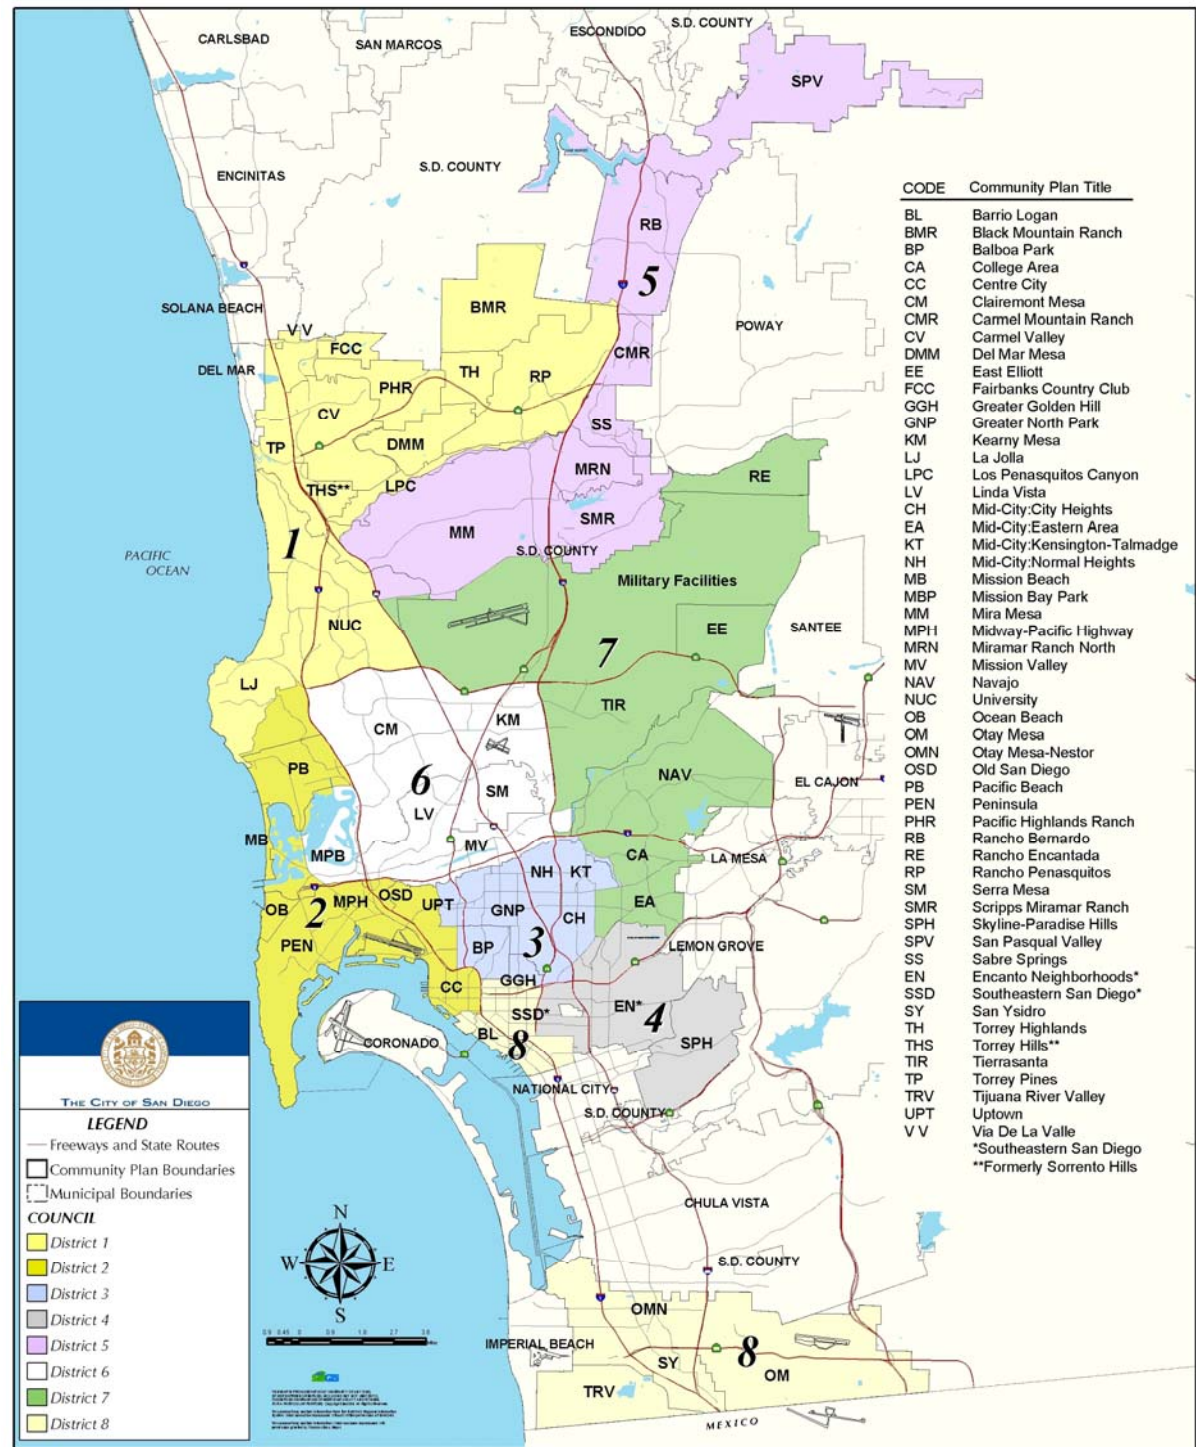 CARLSBAD
SAN MARCOS
ESCONDIDO
S.D. COUNTY
SPV
ENCINITAS
S.D. COUNTY
RB
5
SOLANA BEACH
BMR
V V
FCC
POWAY
DEL MAR
CMR
PHR
TH
RP
CV
SS
TP
DMM
MRN
RE
THS**
LPC
SMR
MM
1
S.D. COUNTY
PACIFIC
OCEAN
Military Facilities
NUC
EE
SANTEE
7
LJ
TIR
CM
KM
PB
NAV
6
SM
EL CAJON
LV
MB
MV
MPB
CA
LA MESA
NH
KT
OSD
MPH
UPT
EA
OB
2
GNP
CH
PEN
BP
3
LEMON GROVE
GGH
CC
EN*
SSD*
4
BL
8
CORONADO
SPH
NATIONAL CITY
S.D. COUNTY
CHULA VISTA
S.D. COUNTY
OMN
IMPERIAL BEACH
8
SY
OM
TRV
MEXICO
CODE Community Plan Title
BL Barrio Logan
BMR Black Mountain Ranch
BP Balboa Park
CA College Area
CC Centre City
CM Clairemont Mesa
CMR Carmel Mountain Ranch
CV Carmel Valley
DMM Del Mar Mesa
EE East Elliott
FCC Fairbanks Country Club
GGH Greater Golden Hill
GNP Greater North Park
KM Kearny Mesa
LJ La Jolla
LPC Los Penasquitos Canyon
LV Linda Vista
CH Mid-City:City Heights
EA Mid-City:Eastern Area
KT Mid-City:Kensington-Talmadge
NH Mid-City:Normal Heights
MB Mission Beach
MBP Mission Bay Park
MM Mira Mesa
MPH Midway-Pacific Highway
MRN Miramar Ranch North
MV Mission Valley
NAV Navajo
NUC University
OB Ocean Beach
OM Otay Mesa
OMN Otay Mesa-Nestor
OSD Old San Diego
PB Pacific Beach
PEN Peninsula
PHR Pacific Highlands Ranch
RB Rancho Bernardo
RE Rancho Encantada
RP Rancho Penasquitos
SM Serra Mesa
SMR Scripps Miramar Ranch
SPH Skyline-Paradise Hills
SPV San Pasqual Valley
SS Sabre Springs
EN Encanto Neighborhoods*
SSD Southeastern San Diego*
SY San Ysidro
TH Torrey Highlands
THS Torrey Hills**
TIR Tierrasanta
TP Torrey Pines
TRV Tijuana River Valley
UPT Uptown
V V Via De La Valle
*Southeastern San Diego
**Formerly Sorrento Hills
THE CITY OF SAN DIEGO
LEGEND
Freeways and State Routes
Community Plan Boundaries
Municipal Boundaries
COUNCIL
District 1
District 2
District 3
District 4
District 5
District 6
District 7
District 8
N
W E
S